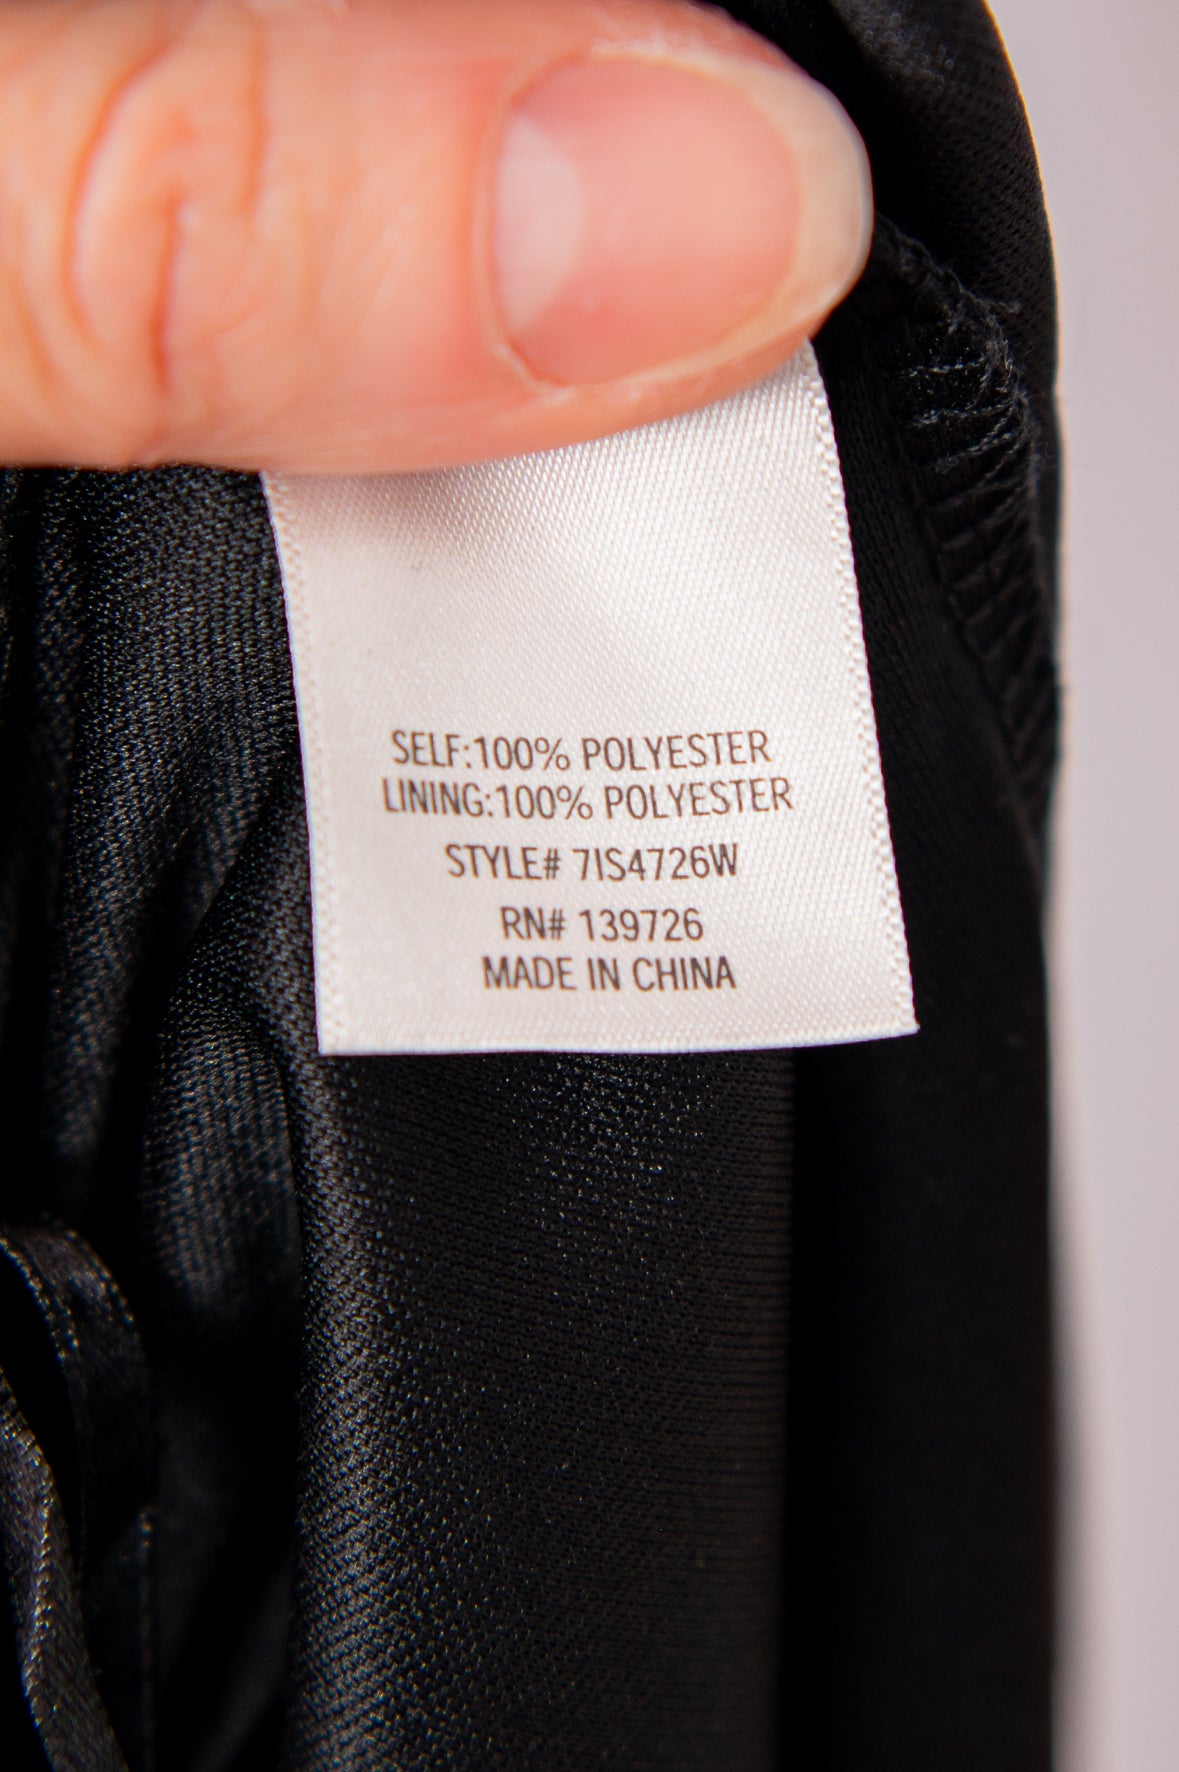 SELF:100% POLYESTER
LINING:100% POLYESTER
STYLE# 7IS4726W
RN# 139726
MADE IN CHINA